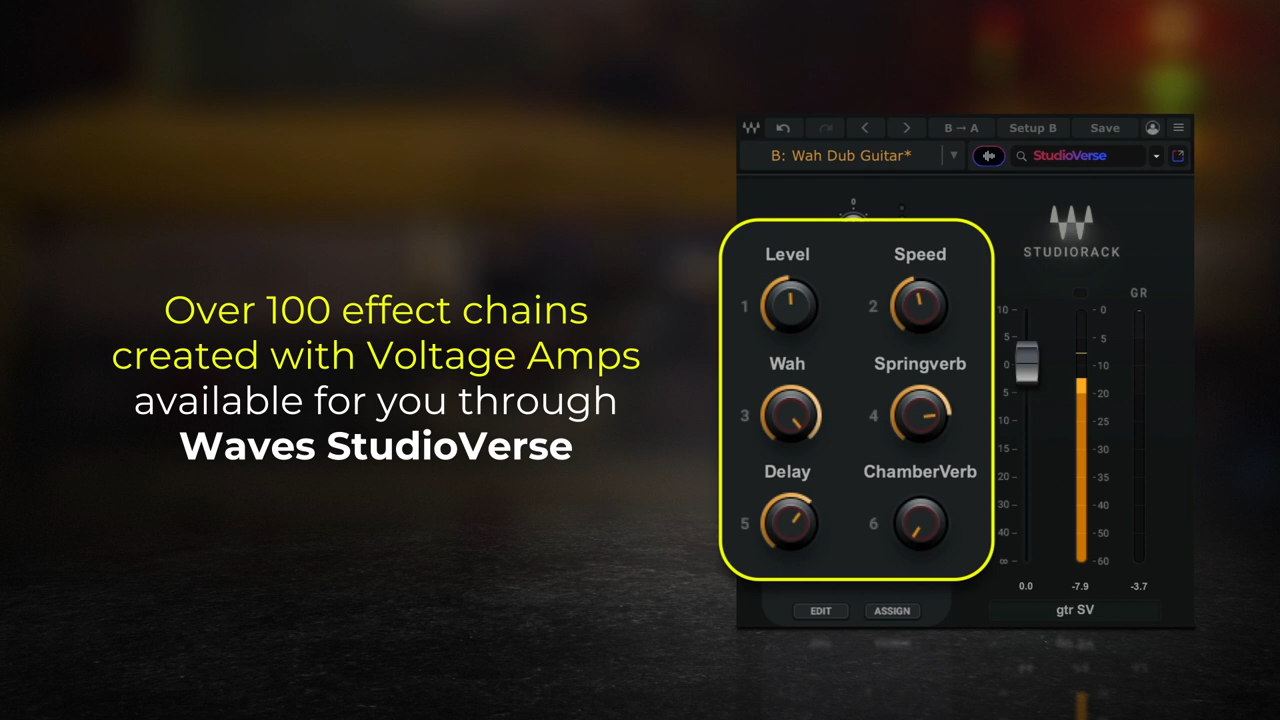 Over 100 effect chains
created with Voltage Amps
available for you through
Waves StudioVerse
B→A
Setup B
Save
B: Wah Dub Guitar*
StudioVerse
0
STUDIORACK
Level
Speed
1
2
Wah
Springverb
3
4
Delay
ChamberVerb
5
6
GR
10
5
0
5
10
15
20
30
40
∞
0
5
10
20
25
30
35
40
50
60
0.0
-7.9
-3.7
EDIT
ASSIGN
gtr SV